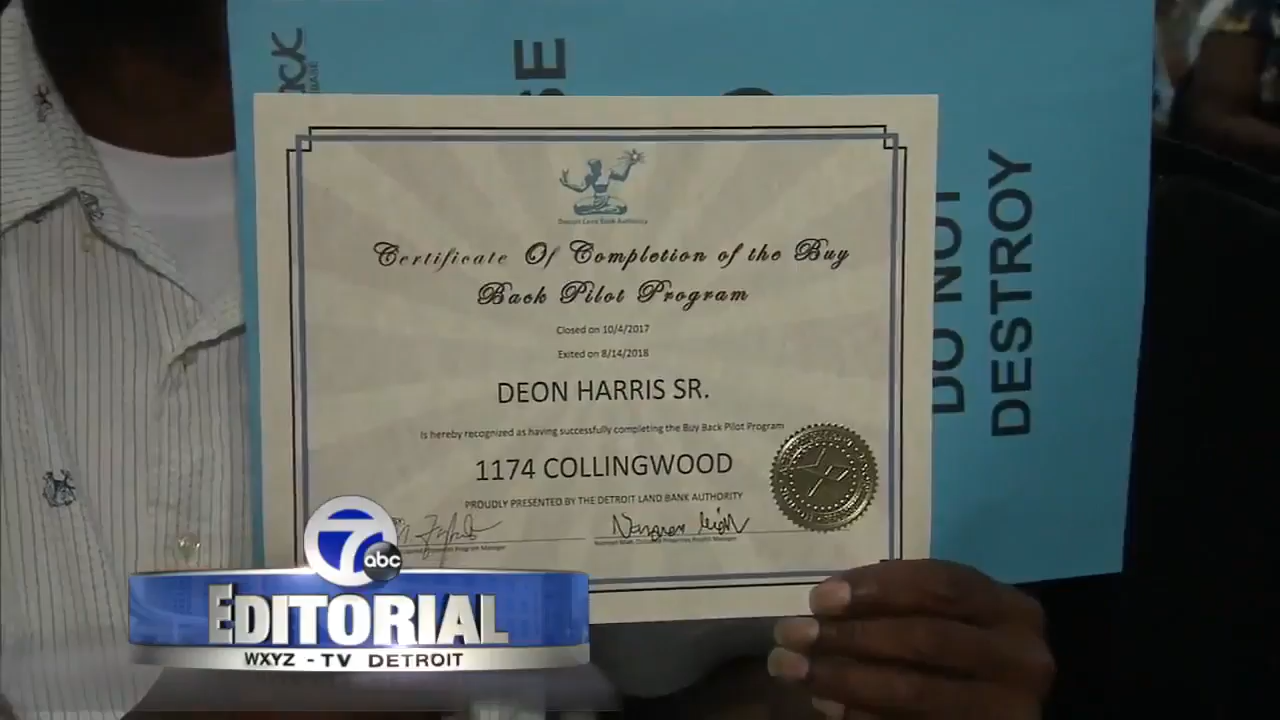 DO NOT
DESTROY
Detroit Land Bank Authority
Certificate Of Completion of the Buy
Back Pilot Program
Closed on 10/4/2017
Exited on 8/14/2018
DEON HARRIS SR.
Is hereby recognized as having successfully completing the Buy Back Pilot Program
1174 COLLINGWOOD
PROUDLY PRESENTED BY THE DETROIT LAND BANK AUTHORITY
7 abc
EDITORIAL
WXYZ - TV DETROIT